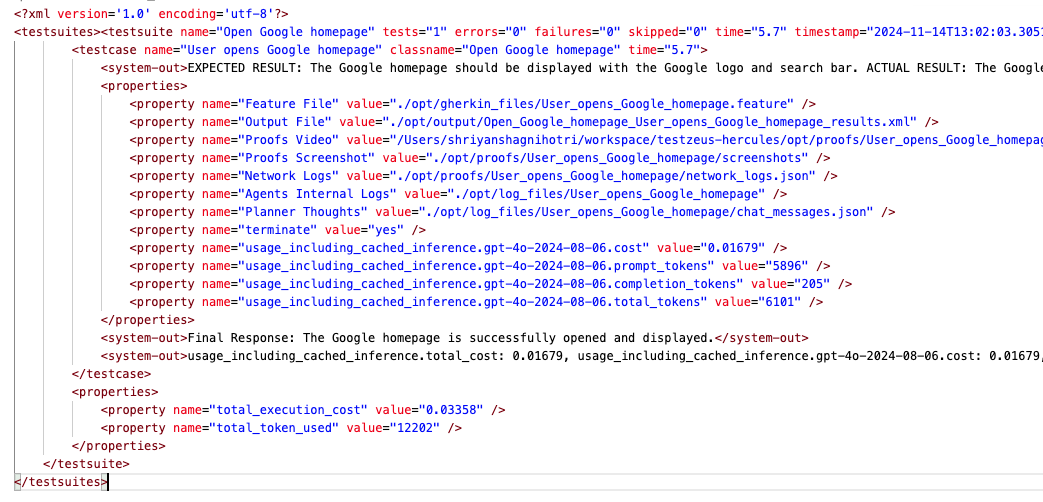 <?xml version='1.0' encoding='utf-8'?>
<testsuites><testsuite name="Open Google homepage" tests="1" errors="0" failures="0" skipped="0" time="5.7" timestamp="2024-11-14T13:02:03.3051
<testcase name="User opens Google homepage" classname="Open Google homepage" time="5.7">
<system-out>EXPECTED RESULT: The Google homepage should be displayed with the Google logo and search bar. ACTUAL RESULT: The Google
<properties>
<property name="Feature File" value="./opt/gherkin_files/User_opens_Google_homepage.feature" />
<property name="Output File" value="./opt/output/Open_Google_homepage_User_opens_Google_homepage_results.xml" />
<property name="Proofs Video" value="/Users/shriyanshagnihotri/workspace/testzeus-hercules/opt/proofs/User_opens_Google_homepag
<property name="Proofs Screenshot" value="./opt/proofs/User_opens_Google_homepage/screenshots" />
<property name="Network Logs" value="./opt/proofs/User_opens_Google_homepage/network_logs.json" />
<property name="Agents Internal Logs" value="./opt/log_files/User_opens_Google_homepage" />
<property name="Planner Thoughts" value="./opt/log_files/User_opens_Google_homepage/chat_messages.json" />
<property name="terminate" value="yes" />
<property name="usage_including_cached_inference.gpt-4o-2024-08-06.cost" value="0.01679" />
<property name="usage_including_cached_inference.gpt-4o-2024-08-06.prompt_tokens" value="5896" />
<property name="usage_including_cached_inference.gpt-4o-2024-08-06.completion_tokens" value="205" />
<property name="usage_including_cached_inference.gpt-4o-2024-08-06.total_tokens" value="6101" />
</properties>
<system-out>Final Response: The Google homepage is successfully opened and displayed.</system-out>
<system-out>usage_including_cached_inference.total_cost: 0.01679, usage_including_cached_inference.gpt-4o-2024-08-06.cost: 0.01679,
</testcase>
<properties>
<property name="total_execution_cost" value="0.03358" />
<property name="total_token_used" value="12202" />
</properties>
</testsuite>
</testsuites>